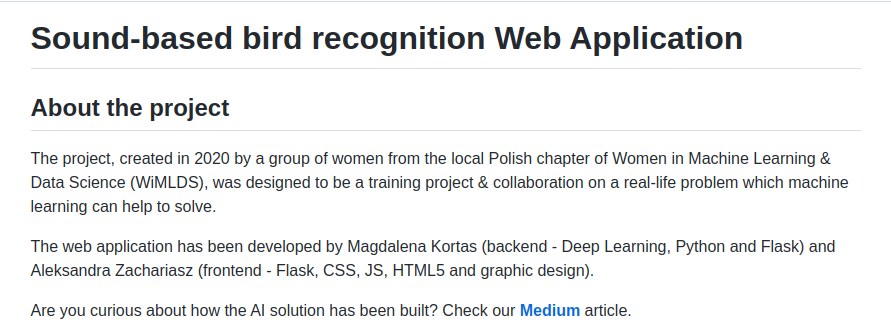 Sound-based bird recognition Web Application
About the project
The project, created in 2020 by a group of women from the local Polish chapter of Women in Machine Learning &
Data Science (WiMLDS), was designed to be a training project & collaboration on a real-life problem which machine
learning can help to solve.
The web application has been developed by Magdalena Kortas (backend - Deep Learning, Python and Flask) and
Aleksandra Zachariasz (frontend - Flask, CSS, JS, HTML5 and graphic design).
Are you curious about how the AI solution has been built? Check our Medium article.